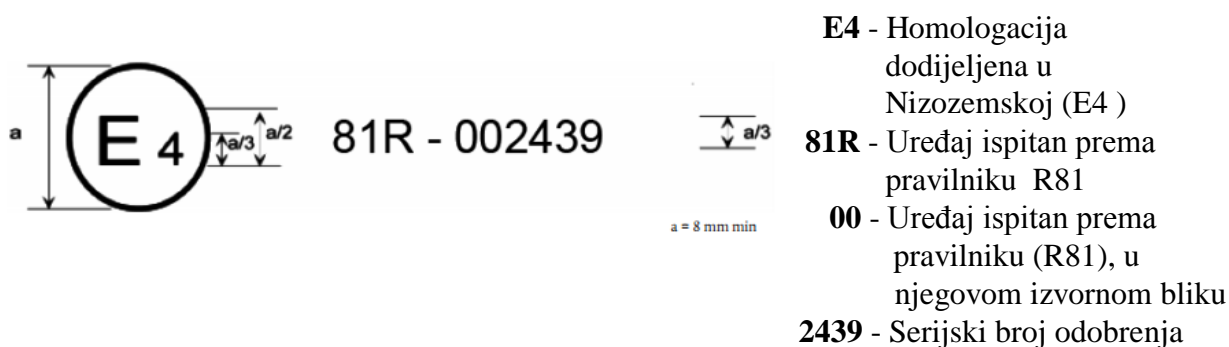 a
E 4
a/3
a/2
81R - 002439
a/3
a = 8 mm min
E4 - Homologacija
dodijeljena u
Nizozemskoj (E4 )
81R - Uređaj ispitan prema
pravilniku R81
00 - Uređaj ispitan prema
pravilniku (R81), u
njegovom izvornom bliku
2439 - Serijski broj odobrenja